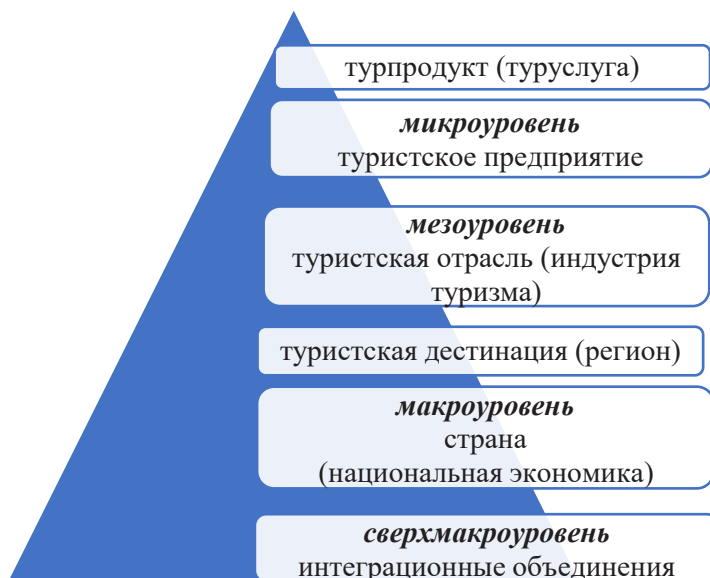 турпродукт (туруслуга)
микроуровень
туристское предприятие
мезоуровень
туристская отрасль (индустрия
туризма)
туристская дестинация (регион)
макроуровень
страна
(национальная экономика)
сверхмакроуровень
интеграционные объединения